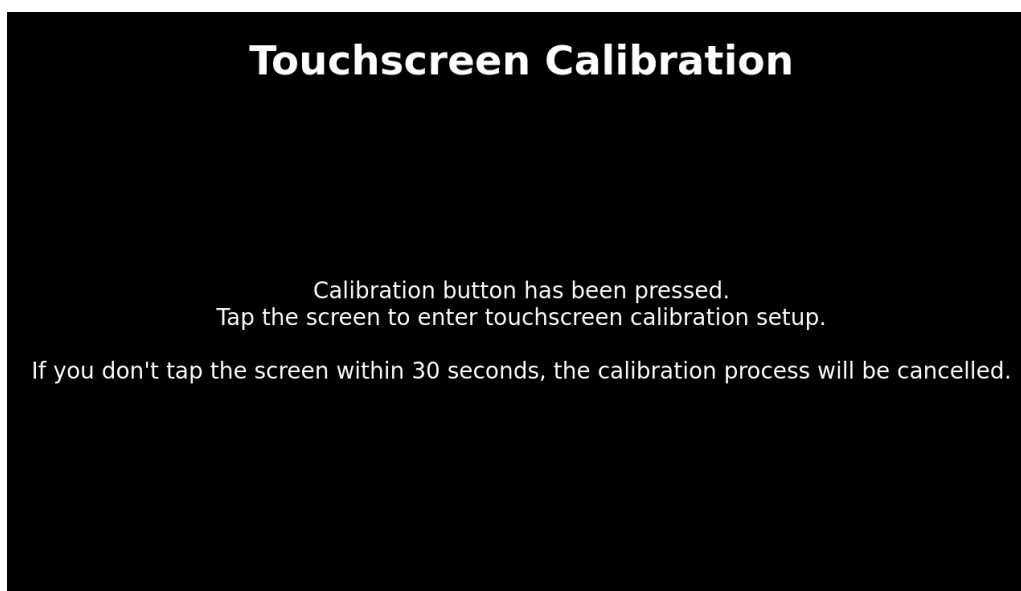 Touchscreen Calibration
Calibration button has been pressed.
Tap the screen to enter touchscreen calibration setup.
If you don't tap the screen within 30 seconds, the calibration process will be cancelled.